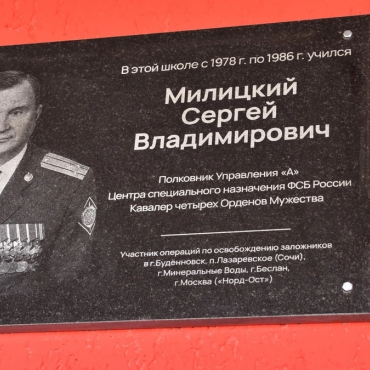 В этой школе с 1978 г. по 1986 г. учился
Милицкий
Сергей
Владимирович
Полковник Управления «А»
Центра специального назначения ФСБ России
Кавалер четырех Орденов Мужества
Участник операций по освобождению заложников
в г.Будённовск, п.Лазаревское (Сочи),
г.Минеральные Воды, г.Беслан,
г.Москва («Норд-Ост»)